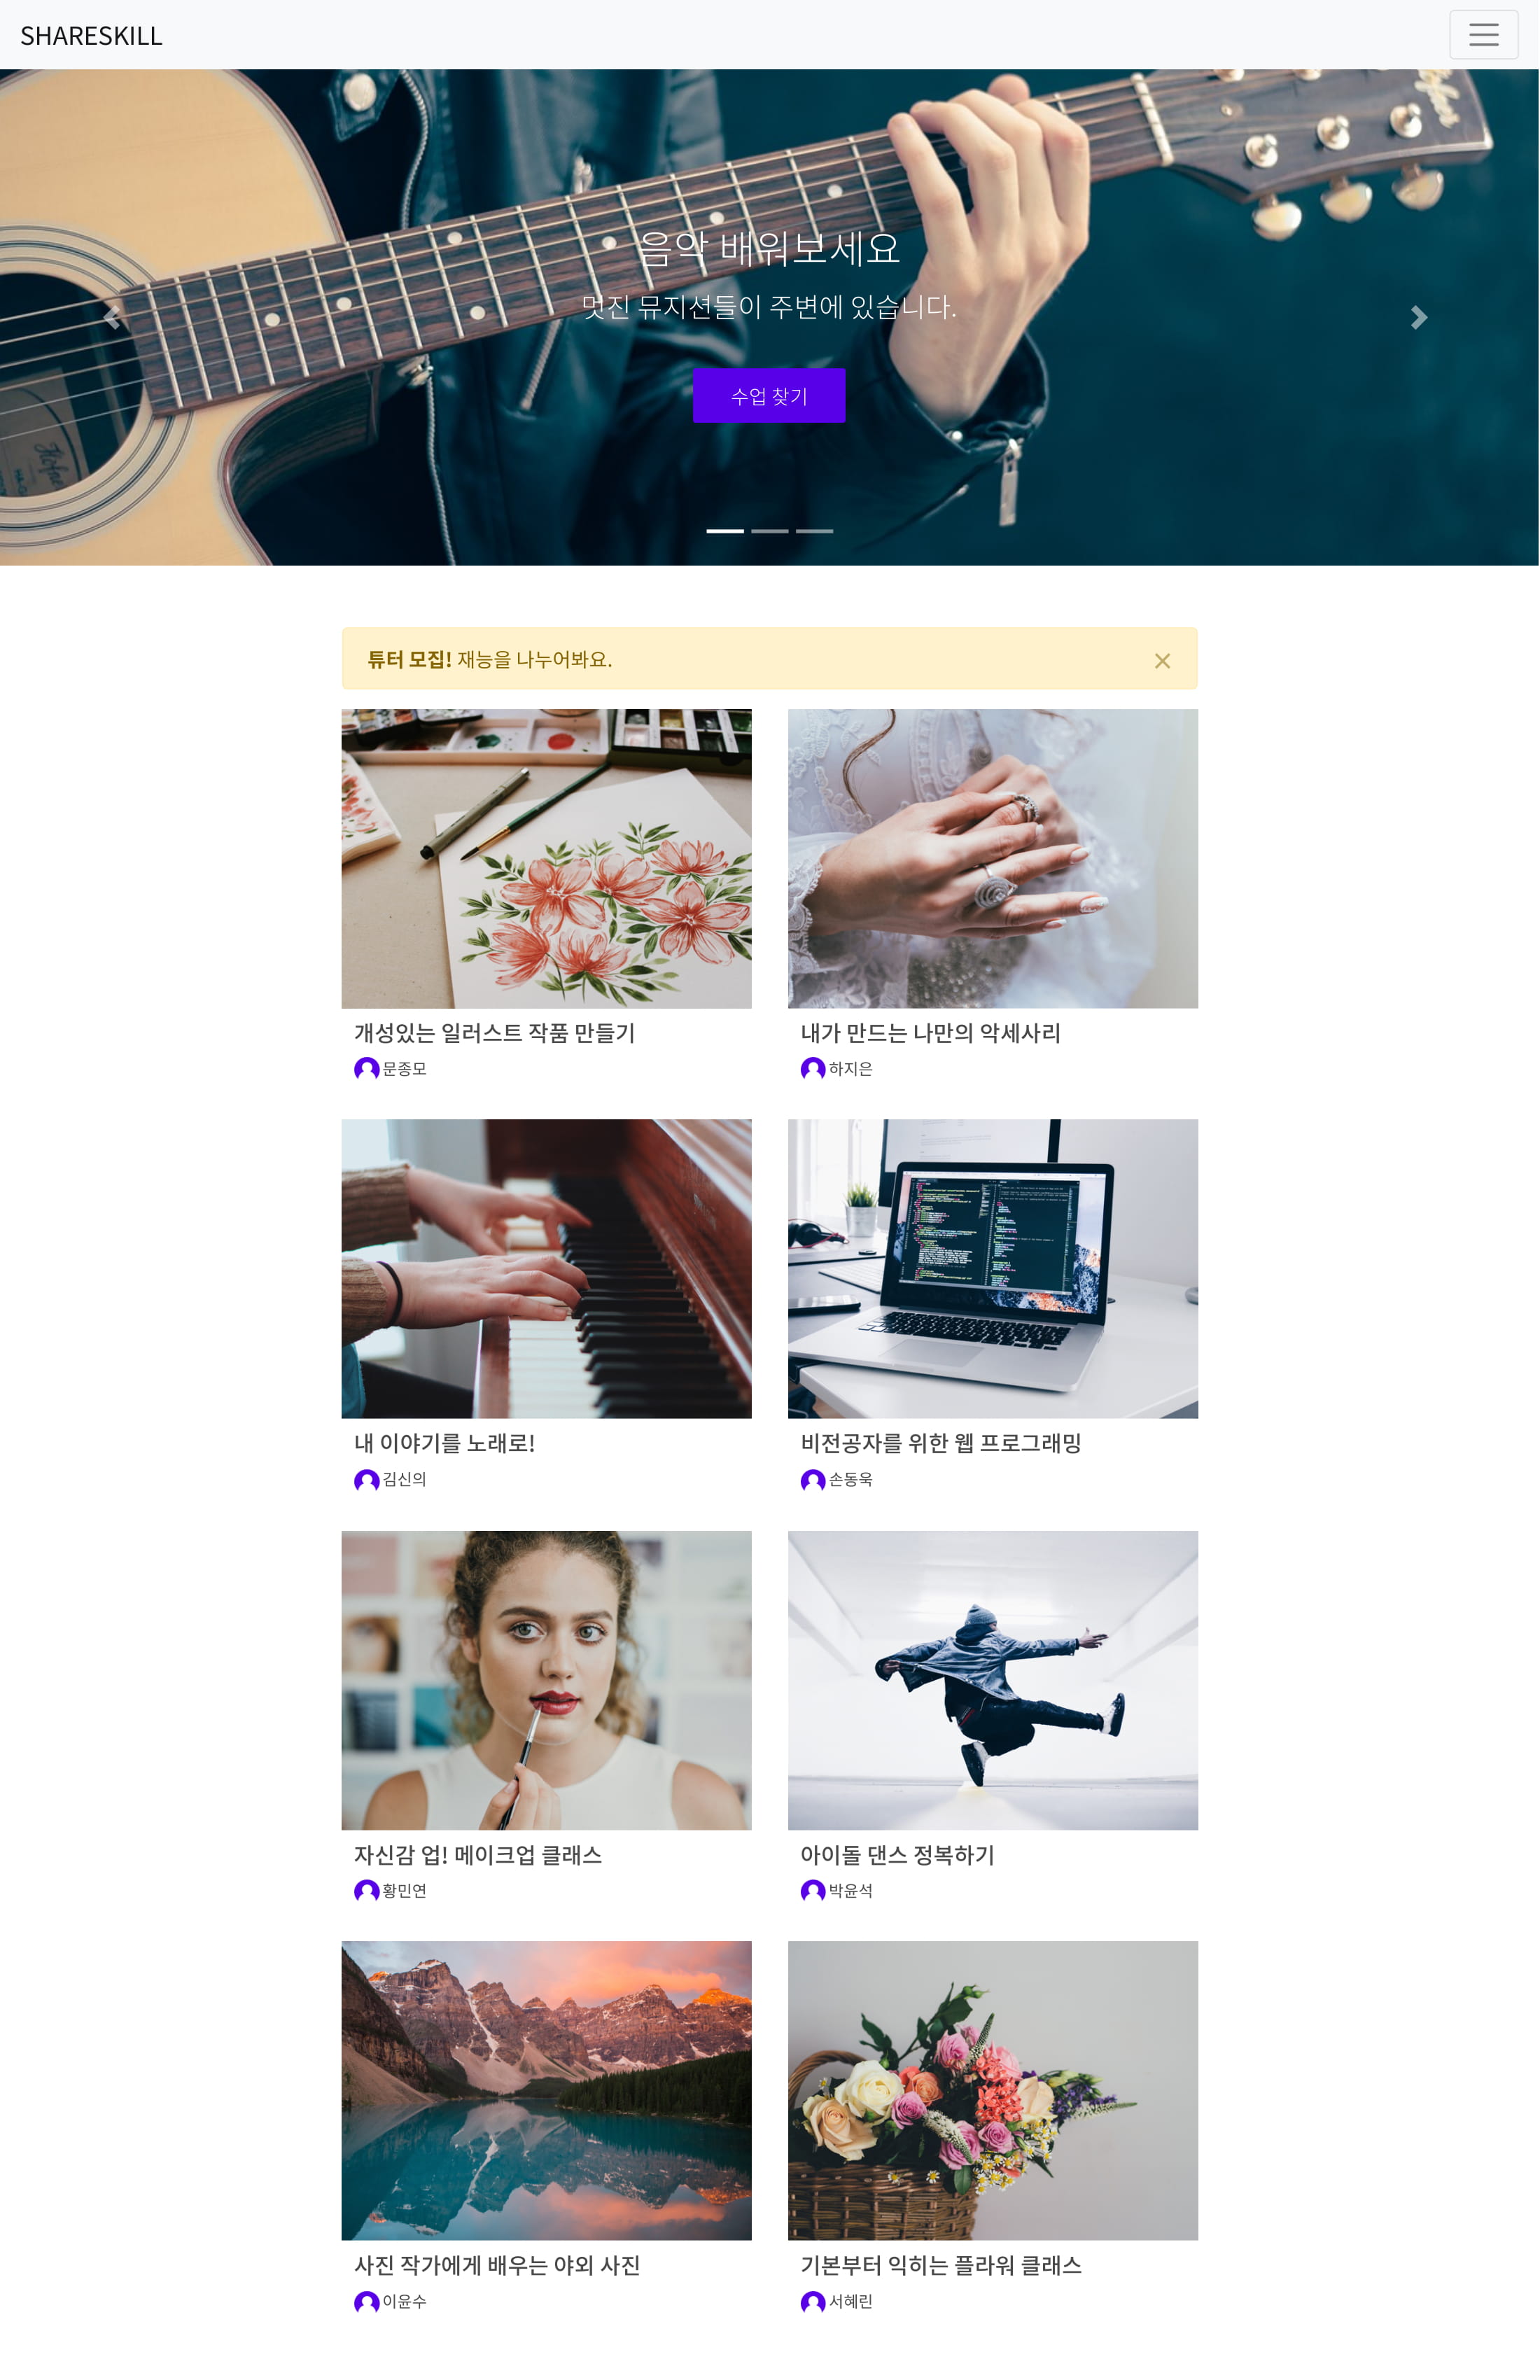 SHARESKILL
음악 배워보세요
멋진 뮤지션들이 주변에 있습니다.
수업 찾기
튜터 모집! 재능을 나누어봐요.
개성있는 일러스트 작품 만들기
문종모
내가 만드는 나만의 악세사리
하지은
내 이야기를 노래로!
김신의
비전공자를 위한 웹 프로그래밍
손동욱
자신감 업! 메이크업 클래스
황민연
아이돌 댄스 정복하기
박윤석
사진 작가에게 배우는 야외 사진
이윤수
기본부터 익히는 플라워 클래스
서혜린